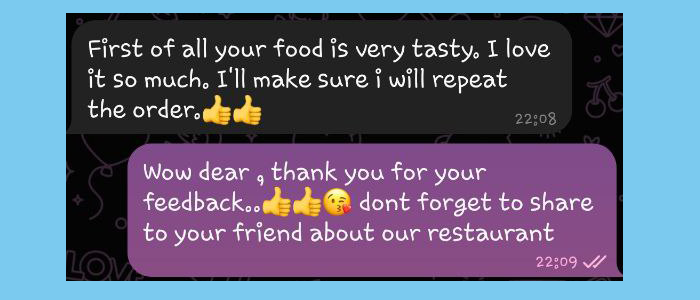 First of all your food is very tasty. I love
it so much. I'll make sure i will repeat
the order.👍👍
22:08
Wow dear , thank you for your
feedback..👍👍😘 dont forget to share
to your friend about our restaurant
22:09
LOVE